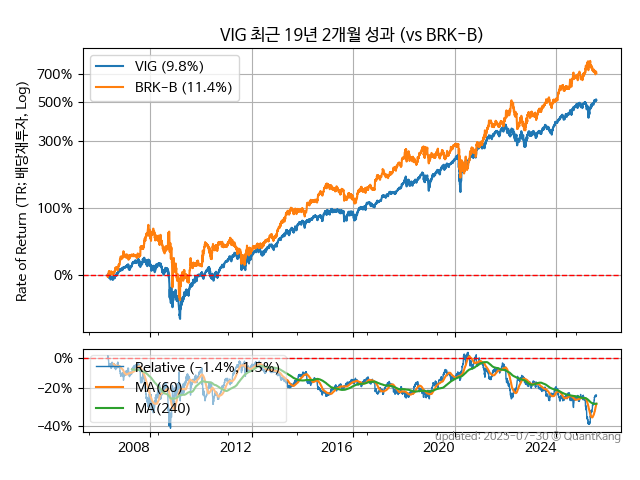 VIG 최근 19년 2개월 성과 (vs BRK-B)
Rate of Return (TR: 배당재투자, Log)
700%
500%
300%
100%
0%
VIG (9.8%)
BRK-B (11.4%)
0%
-20%
-40%
Relative (-1.4%, 1.5%)
MA(60)
MA(240)
2008
2012
2016
2020
2024
updated: 2025-07-30 © QuantKang